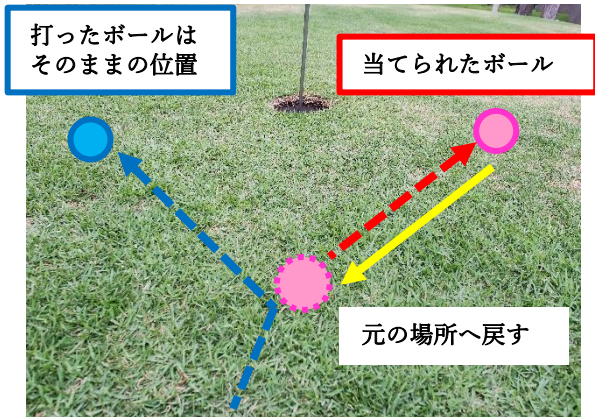 打ったボールは
そのままの位置
当てられたボール
元の場所へ戻す